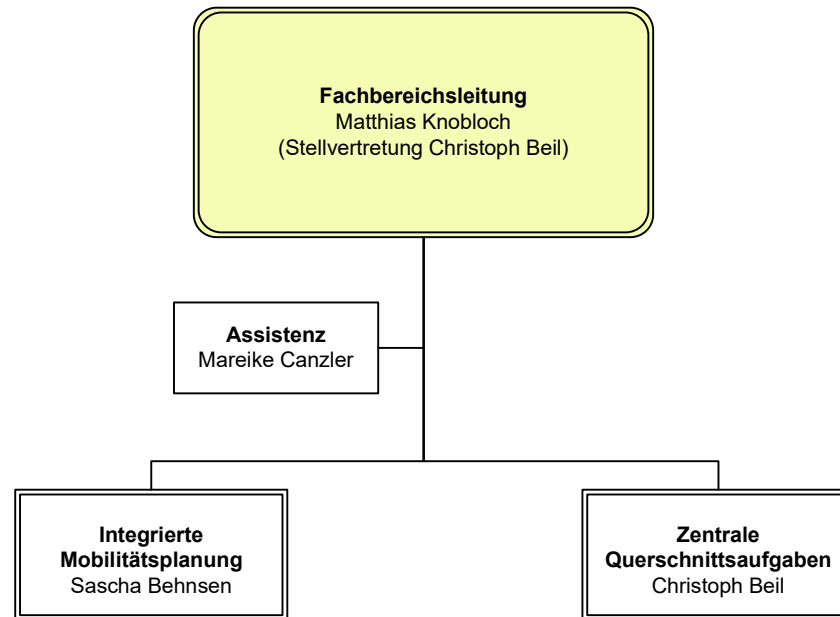 Fachbereichsleitung
Matthias Knobloch
(Stellvertretung Christoph Beil)
Assistenz
Mareike Canzler
Integrierte
Mobilitätsplanung
Sascha Behnsen
Zentrale
Querschnittsaufgaben
Christoph Beil